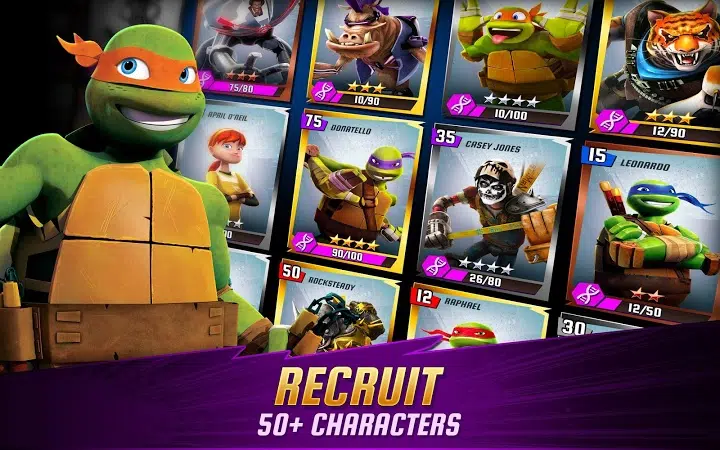 75/80
10/90
10/100
12/90
APRIL O'NEIL
75
DONATELLO
90/100
35
CASEY JONES
26/80
15
LEONARDO
12/50
50
ROCKSTEADY
12
RAPHAEL
30
RECRUIT
50+ CHARACTERS